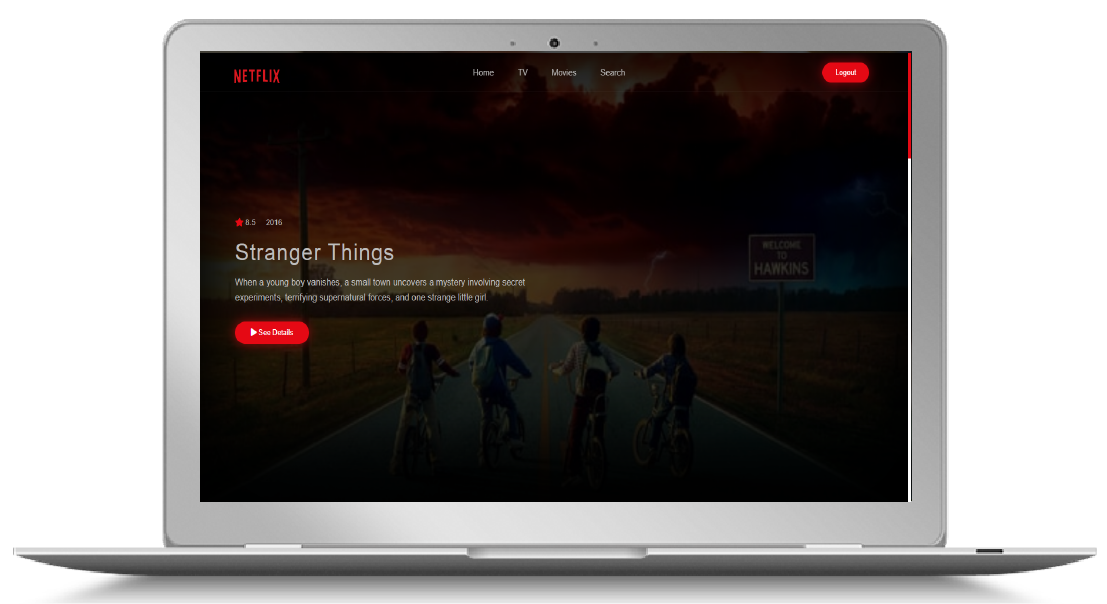 NETFLIX
Home TV Movies Search
Logout
8.5 2016
Stranger Things
When a young boy vanishes, a small town uncovers a mystery involving secret
experiments, terrifying supernatural forces, and one strange little girl.
See Details
WELCOME
TO
HAWKINS